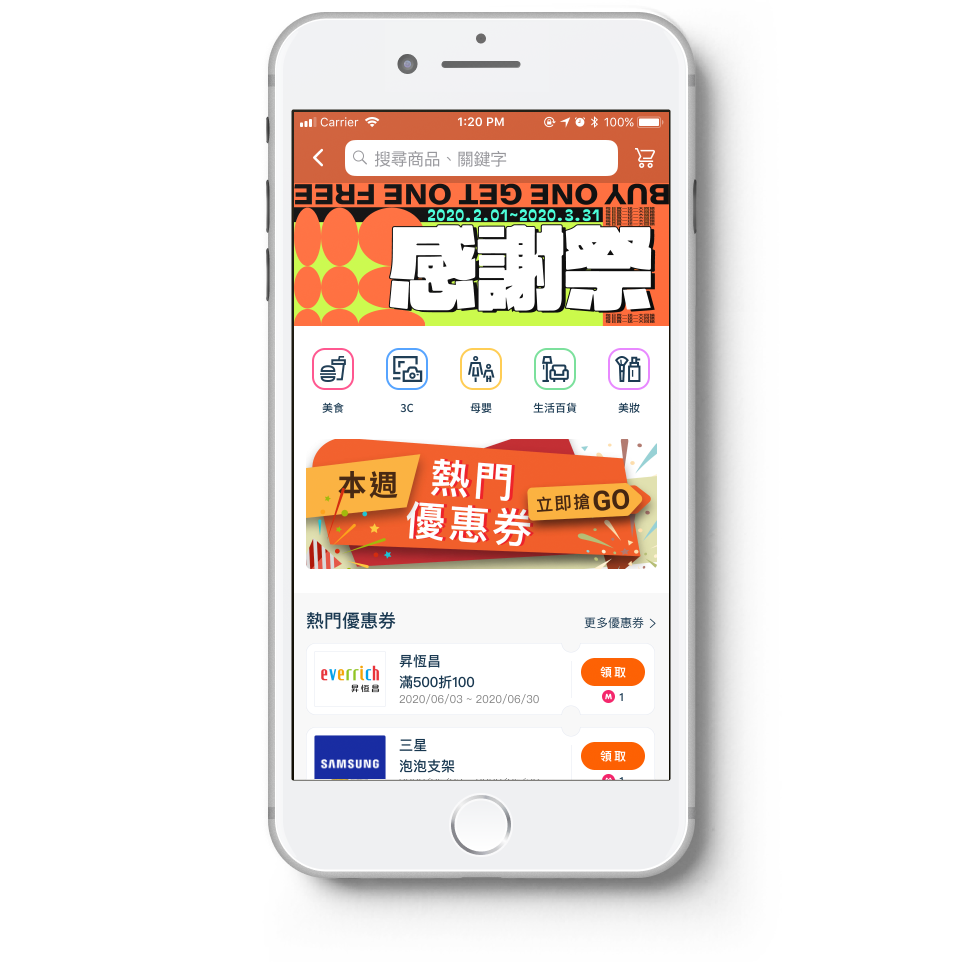 Carrier 1:20 PM 100%
搜尋商品、關鍵字
BUY ONE GET ONE FREE
2020.2.01~2020.3.31
感謝祭
美食 3C 母嬰 生活百貨 美妝
本週 熱門
優惠券
立即搶GO
熱門優惠券 更多優惠券
everrich
昇恆昌
昇恆昌
滿500折100
2020/06/03 ~ 2020/06/30
領取
M 1
SAMSUNG
三星
泡泡支架
領取
M 1